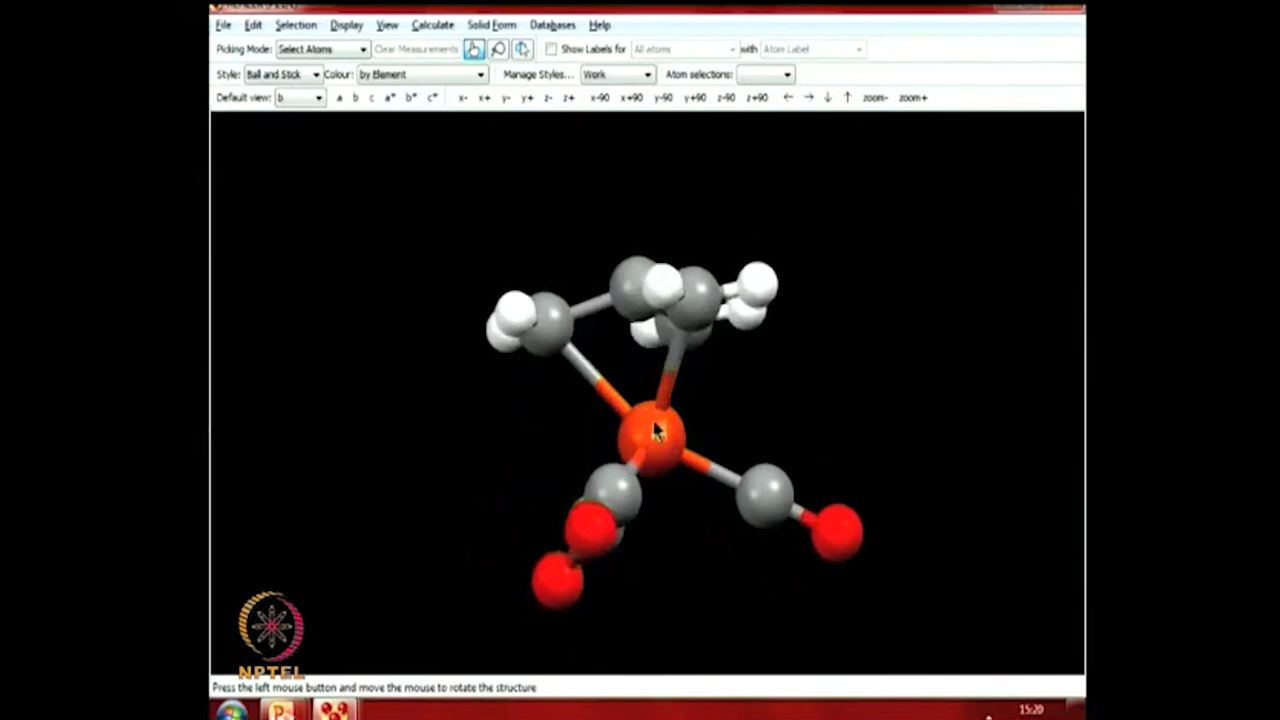 File Edit Selection Display View Calculate Solid Form Databases Help
Picking Mode: Select Atoms Clear Measurements Show Labels for All atoms with Atom Label
Style: Ball and Stick Colour: by Element Manage Styles... Work Atom selections:
Default view: b a b c a* b* c* x- x+ y- y+ z- z+ x-90 x+90 y-90 y+90 z-90 z+90 ← → ↓ ↑ zoom- zoom+
NPTEL
Press the left mouse button and move the mouse to rotate the structure
15:20